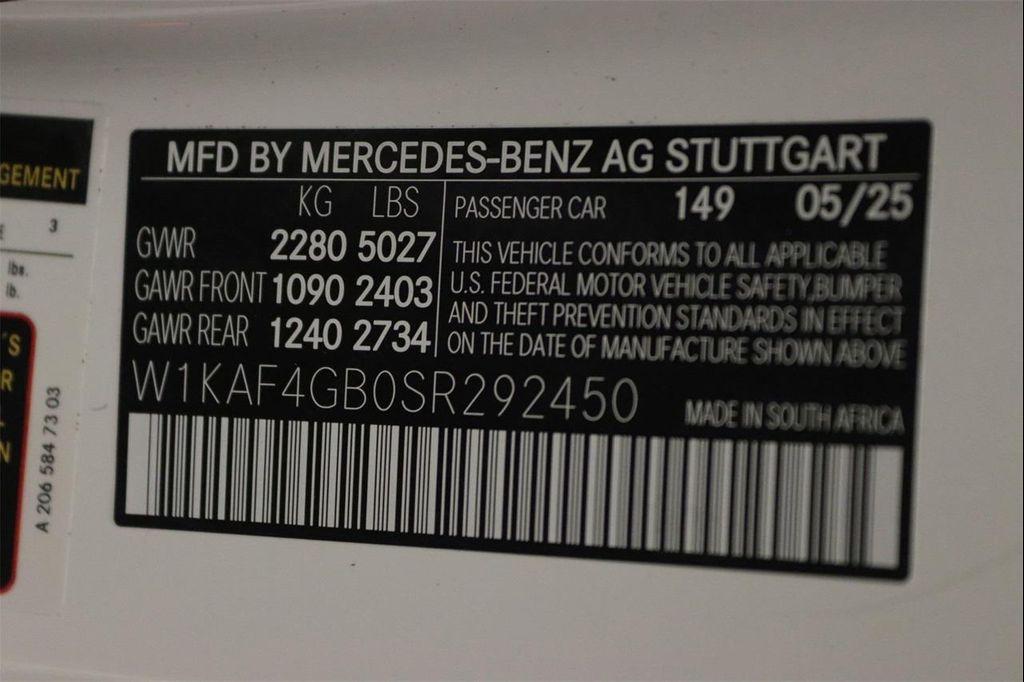 MFD BY MERCEDES-BENZ AG STUTTGART
KG LBS
PASSENGER CAR 149 05/25
GVWR 2280 5027
GAWR FRONT 1090 2403
GAWR REAR 1240 2734
THIS VEHICLE CONFORMS TO ALL APPLICABLE
U.S. FEDERAL MOTOR VEHICLE SAFETY,BUMPER
AND THEFT PREVENTION STANDARDS IN EFFECT
ON THE DATE OF MANUFACTURE SHOWN ABOVE
W1KAF4GB0SR292450
MADE IN SOUTH AFRICA
GEMENT
3
lbs.
lb.
'S
R
N
A 206 584 73 03